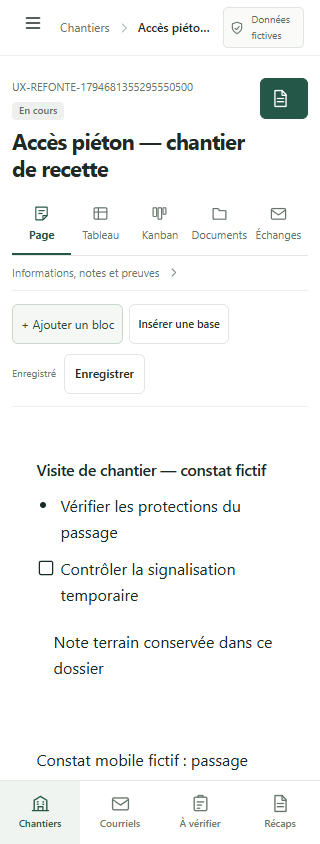 Chantiers > Accès piéto... Données fictives
UX-REFONTE-1794681355295550500
En cours
Accès piéton — chantier
de recette
Page Tableau Kanban Documents Échanges
Informations, notes et preuves >
+ Ajouter un bloc Insérer une base
Enregistré Enregistrer
Visite de chantier — constat fictif
• Vérifier les protections du
passage
Contrôler la signalisation
temporaire
Note terrain conservée dans ce
dossier
Constat mobile fictif : passage
Chantiers Courriels À vérifier Récaps